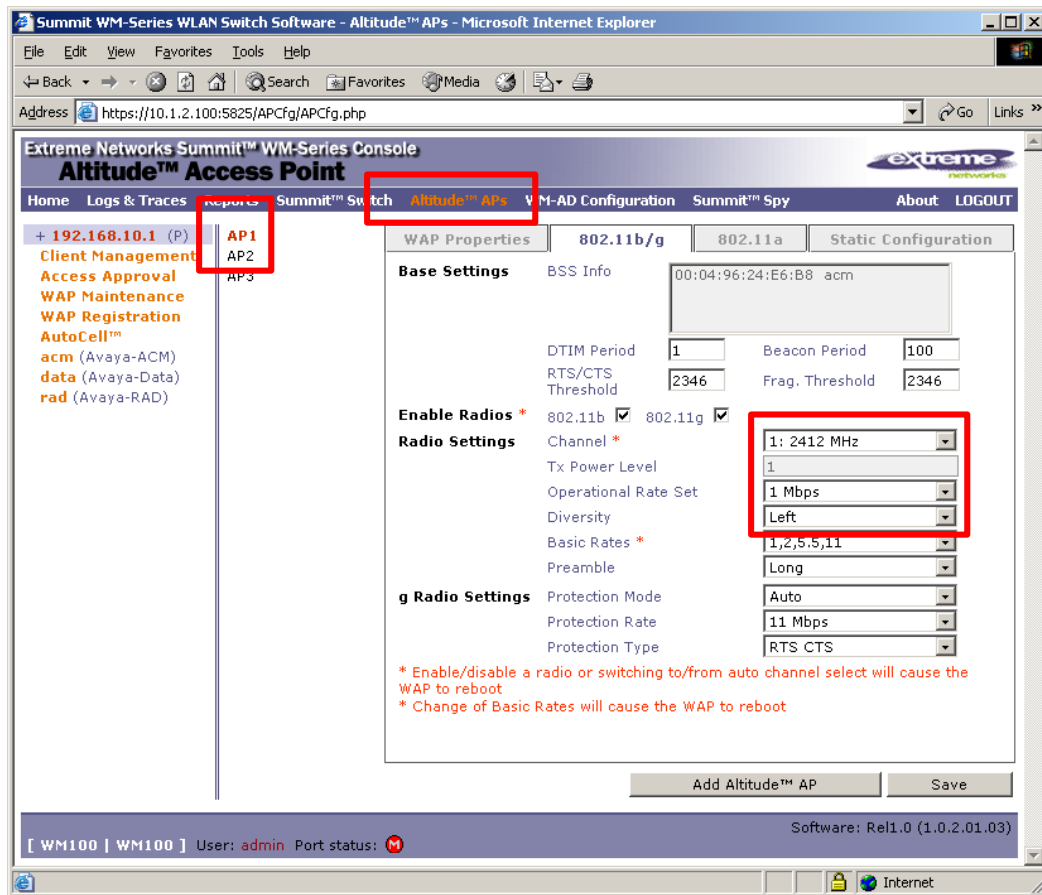 Summit WM-Series WLAN Switch Software - Altitude™ APs - Microsoft Internet Explorer
File Edit View Favorites Tools Help
Back Search Favorites Media
Address https://10.1.2.100:5825/APCfg/APCfg.php Go Links »
Extreme Networks Summit™ WM-Series Console
Altitude™ Access Point
extreme networks
Home Logs & Traces Reports Summit™ Switch Altitude™ APs WM-AD Configuration Summit™ Spy About LOGOUT
+ 192.168.10.1 (P)
Client Management
Access Approval
WAP Maintenance
WAP Registration
AutoCell™
acm (Avaya-ACM)
data (Avaya-Data)
rad (Avaya-RAD)
AP1
AP2
AP3
WAP Properties 802.11b/g 802.11a Static Configuration
Base Settings BSS Info 00:04:96:24:E6:B8 acm
DTIM Period 1 Beacon Period 100
RTS/CTS Threshold 2346 Frag. Threshold 2346
Enable Radios * 802.11b 802.11g
Radio Settings Channel * 1: 2412 MHz
Tx Power Level 1
Operational Rate Set 1 Mbps
Diversity Left
Basic Rates * 1,2,5.5,11
Preamble Long
g Radio Settings Protection Mode Auto
Protection Rate 11 Mbps
Protection Type RTS CTS
* Enable/disable a radio or switching to/from auto channel select will cause the
WAP to reboot
* Change of Basic Rates will cause the WAP to reboot
Add Altitude™ AP Save
Software: Rel1.0 (1.0.2.01.03)
[ WM100 | WM100 ] User: admin Port status: M
Internet